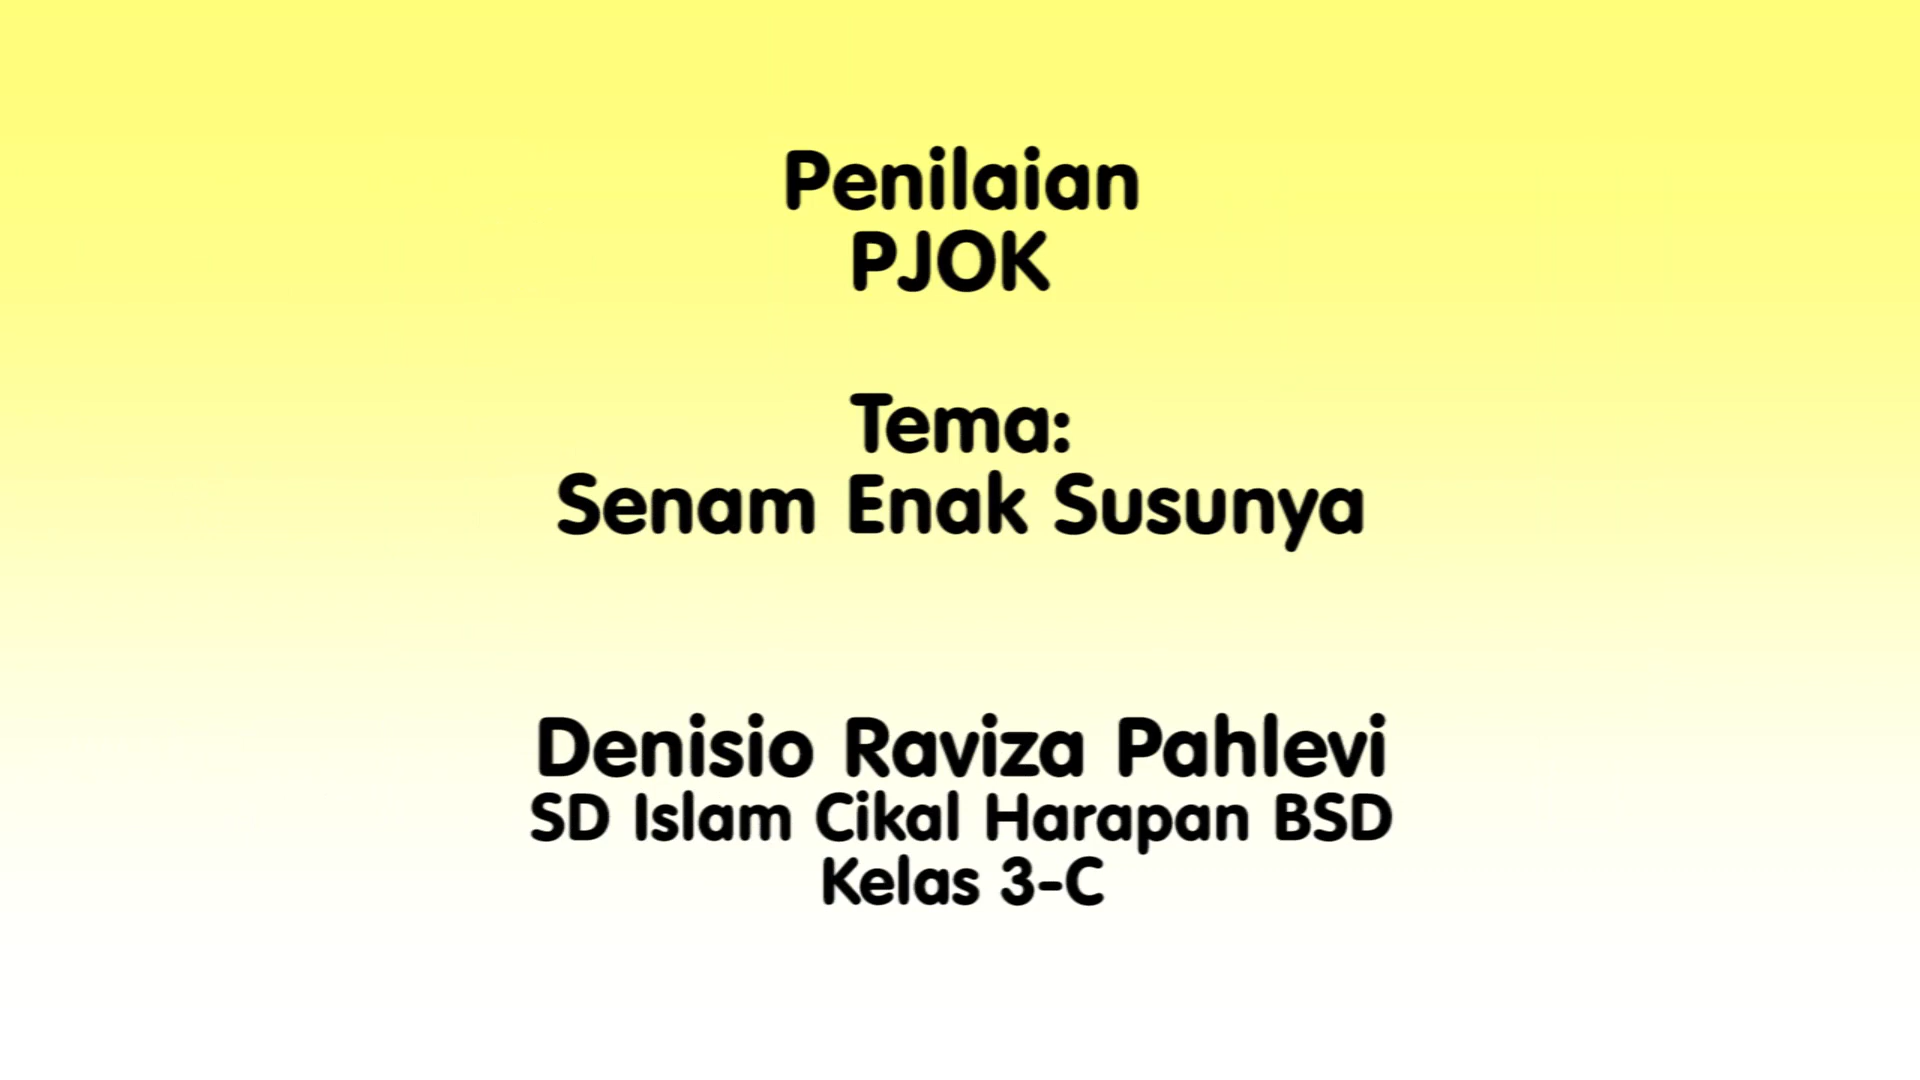 Penilaian
PJOK
Tema:
Senam Enak Susunya
Denisio Raviza Pahlevi
SD Islam Cikal Harapan BSD
Kelas 3-C